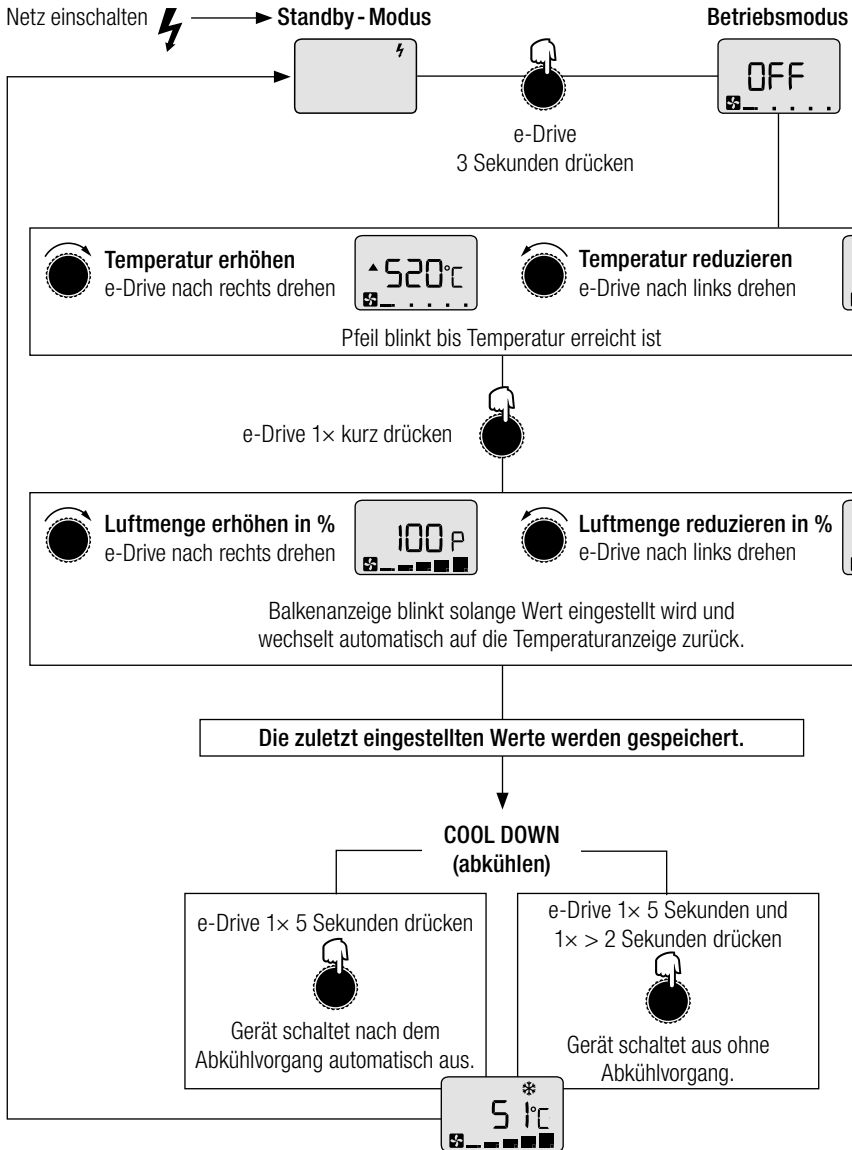 Netz einschalten
Standby - Modus
Betriebsmodus
OFF
e-Drive
3 Sekunden drücken
Temperatur erhöhen
e-Drive nach rechts drehen
520°C
Temperatur reduzieren
e-Drive nach links drehen
Pfeil blinkt bis Temperatur erreicht ist
e-Drive 1× kurz drücken
Luftmenge erhöhen in %
e-Drive nach rechts drehen
100 P
Luftmenge reduzieren in %
e-Drive nach links drehen
Balkenanzeige blinkt solange Wert eingestellt wird und
wechselt automatisch auf die Temperaturanzeige zurück.
Die zuletzt eingestellten Werte werden gespeichert.
COOL DOWN
(abkühlen)
e-Drive 1× 5 Sekunden drücken
Gerät schaltet nach dem
Abkühlvorgang automatisch aus.
e-Drive 1× 5 Sekunden und
1× > 2 Sekunden drücken
Gerät schaltet aus ohne
Abkühlvorgang.
51°C